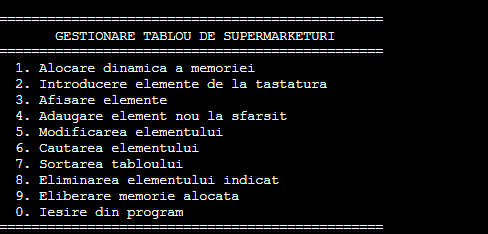 ================================================
GESTIONARE TABLOU DE SUPERMARKETURI
================================================
1. Alocare dinamica a memoriei
2. Introducere elemente de la tastatura
3. Afisare elemente
4. Adaugare element nou la sfarsit
5. Modificarea elementului
6. Cautarea elementului
7. Sortarea tabloului
8. Eliminarea elementului indicat
9. Eliberare memorie alocata
0. Iesire din program
================================================